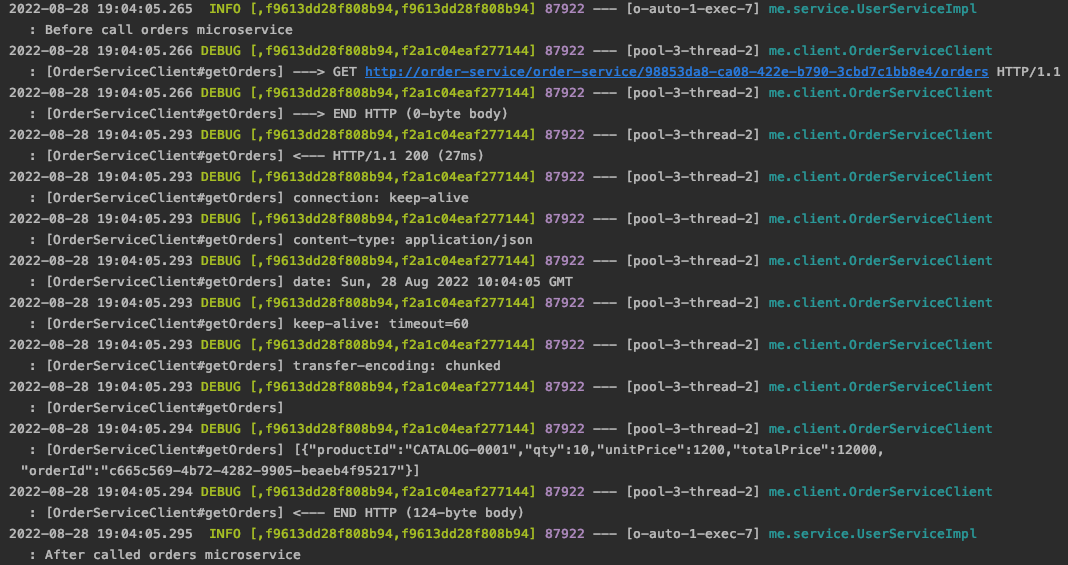 2022-08-28 19:04:05.265  INFO [,f9613dd28f808b94,f9613dd28f808b94] 87922 --- [o-auto-1-exec-7] me.service.UserServiceImpl
: Before call orders microservice
2022-08-28 19:04:05.266 DEBUG [,f9613dd28f808b94,f2a1c04eaf277144] 87922 --- [pool-3-thread-2] me.client.OrderServiceClient
: [OrderServiceClient#getOrders] ---> GET http://order-service/order-service/98853da8-ca08-422e-b790-3cbd7c1bb8e4/orders HTTP/1.1
2022-08-28 19:04:05.266 DEBUG [,f9613dd28f808b94,f2a1c04eaf277144] 87922 --- [pool-3-thread-2] me.client.OrderServiceClient
: [OrderServiceClient#getOrders] ---> END HTTP (0-byte body)
2022-08-28 19:04:05.293 DEBUG [,f9613dd28f808b94,f2a1c04eaf277144] 87922 --- [pool-3-thread-2] me.client.OrderServiceClient
: [OrderServiceClient#getOrders] <--- HTTP/1.1 200 (27ms)
2022-08-28 19:04:05.293 DEBUG [,f9613dd28f808b94,f2a1c04eaf277144] 87922 --- [pool-3-thread-2] me.client.OrderServiceClient
: [OrderServiceClient#getOrders] connection: keep-alive
2022-08-28 19:04:05.293 DEBUG [,f9613dd28f808b94,f2a1c04eaf277144] 87922 --- [pool-3-thread-2] me.client.OrderServiceClient
: [OrderServiceClient#getOrders] content-type: application/json
2022-08-28 19:04:05.293 DEBUG [,f9613dd28f808b94,f2a1c04eaf277144] 87922 --- [pool-3-thread-2] me.client.OrderServiceClient
: [OrderServiceClient#getOrders] date: Sun, 28 Aug 2022 10:04:05 GMT
2022-08-28 19:04:05.293 DEBUG [,f9613dd28f808b94,f2a1c04eaf277144] 87922 --- [pool-3-thread-2] me.client.OrderServiceClient
: [OrderServiceClient#getOrders] keep-alive: timeout=60
2022-08-28 19:04:05.293 DEBUG [,f9613dd28f808b94,f2a1c04eaf277144] 87922 --- [pool-3-thread-2] me.client.OrderServiceClient
: [OrderServiceClient#getOrders] transfer-encoding: chunked
2022-08-28 19:04:05.293 DEBUG [,f9613dd28f808b94,f2a1c04eaf277144] 87922 --- [pool-3-thread-2] me.client.OrderServiceClient
: [OrderServiceClient#getOrders]
2022-08-28 19:04:05.294 DEBUG [,f9613dd28f808b94,f2a1c04eaf277144] 87922 --- [pool-3-thread-2] me.client.OrderServiceClient
: [OrderServiceClient#getOrders] [{"productId":"CATALOG-0001","qty":10,"unitPrice":1200,"totalPrice":12000,
"orderId":"c665c569-4b72-4282-9905-beaeb4f95217"}]
2022-08-28 19:04:05.294 DEBUG [,f9613dd28f808b94,f2a1c04eaf277144] 87922 --- [pool-3-thread-2] me.client.OrderServiceClient
: [OrderServiceClient#getOrders] <--- END HTTP (124-byte body)
2022-08-28 19:04:05.295  INFO [,f9613dd28f808b94,f9613dd28f808b94] 87922 --- [o-auto-1-exec-7] me.service.UserServiceImpl
: After called orders microservice